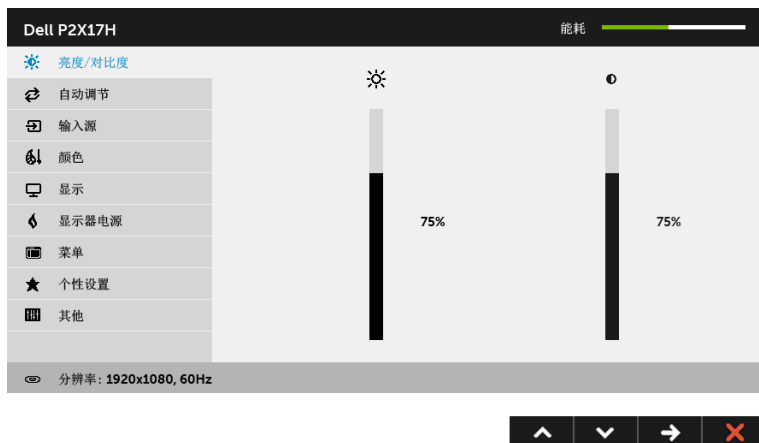 Dell P2X17H
能耗
亮度/对比度
自动调节
输入源
颜色
显示
显示器电源
菜单
个性设置
其他
75%
75%
分辨率: 1920x1080, 60Hz